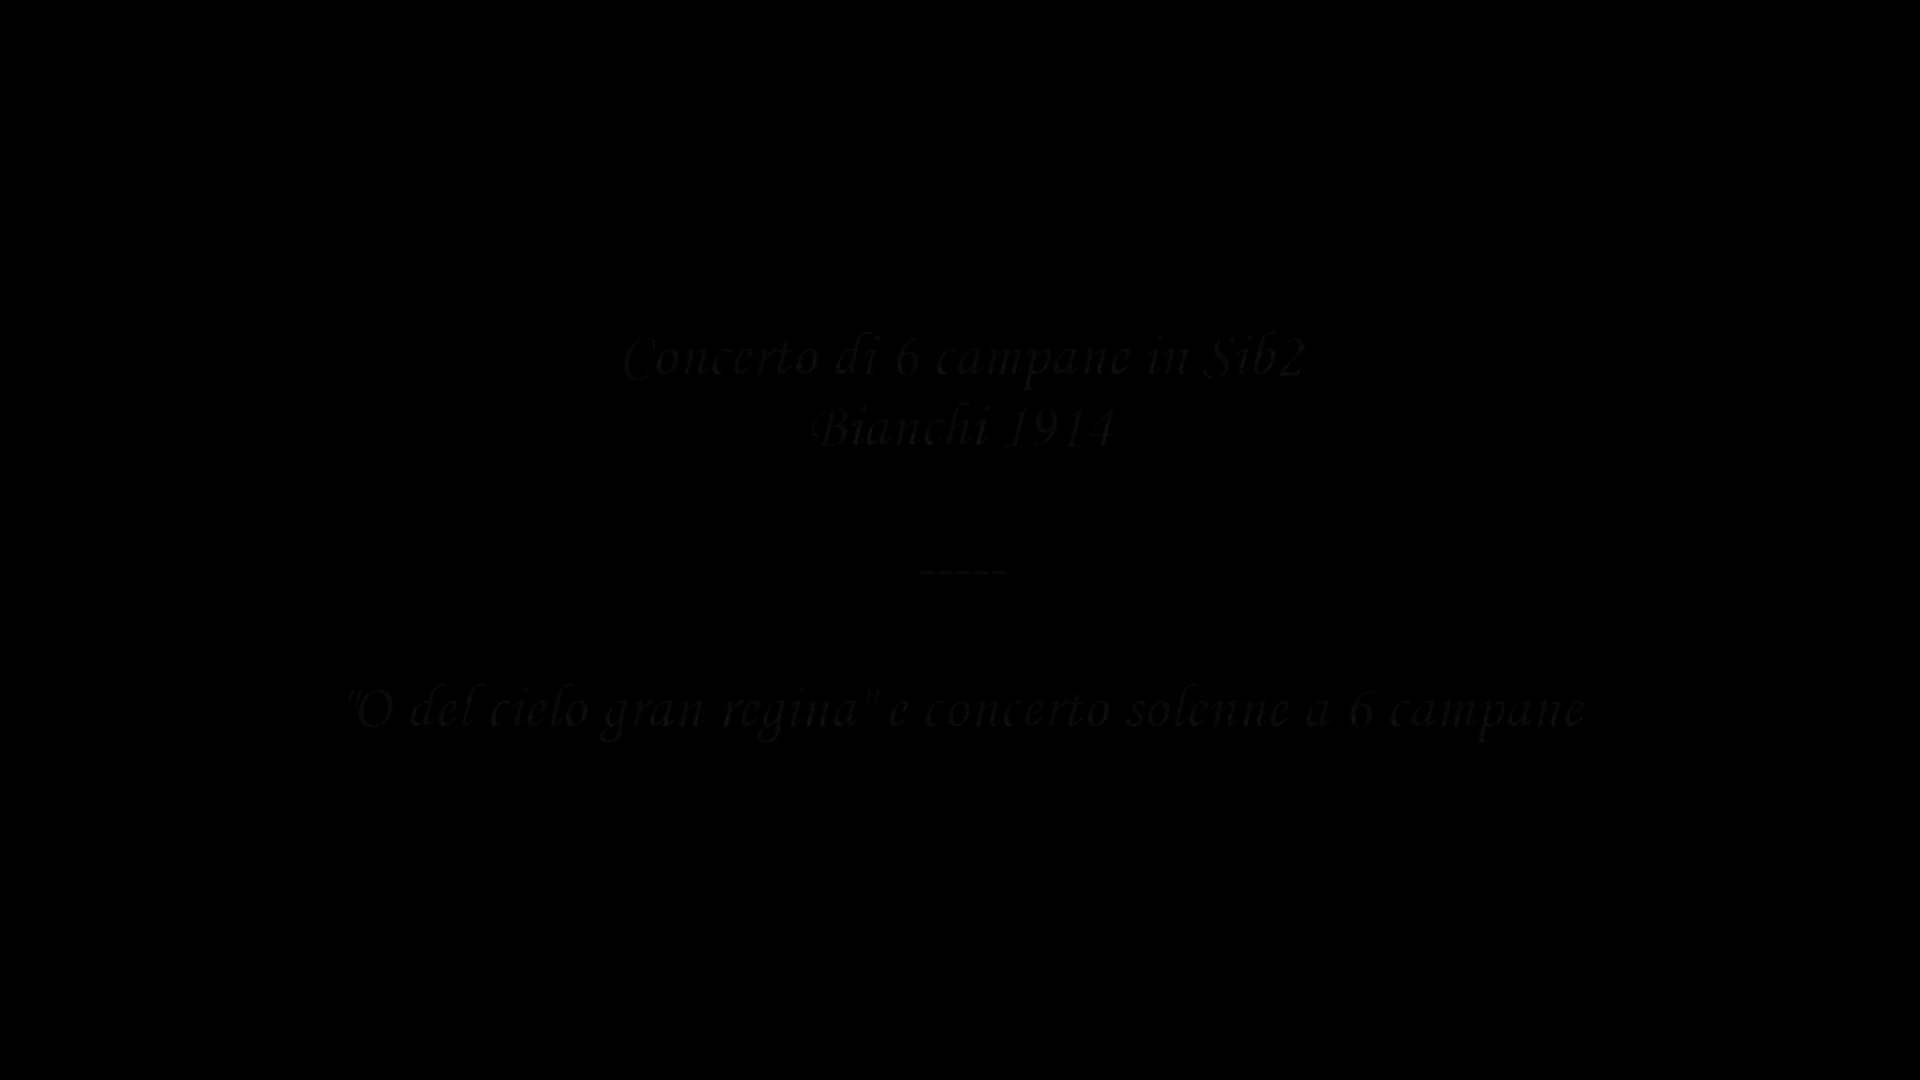 Concerto di 6 campane in Sib2
Bianchi 1914
-----
"O del cielo gran regina" e concerto solenne a 6 campane